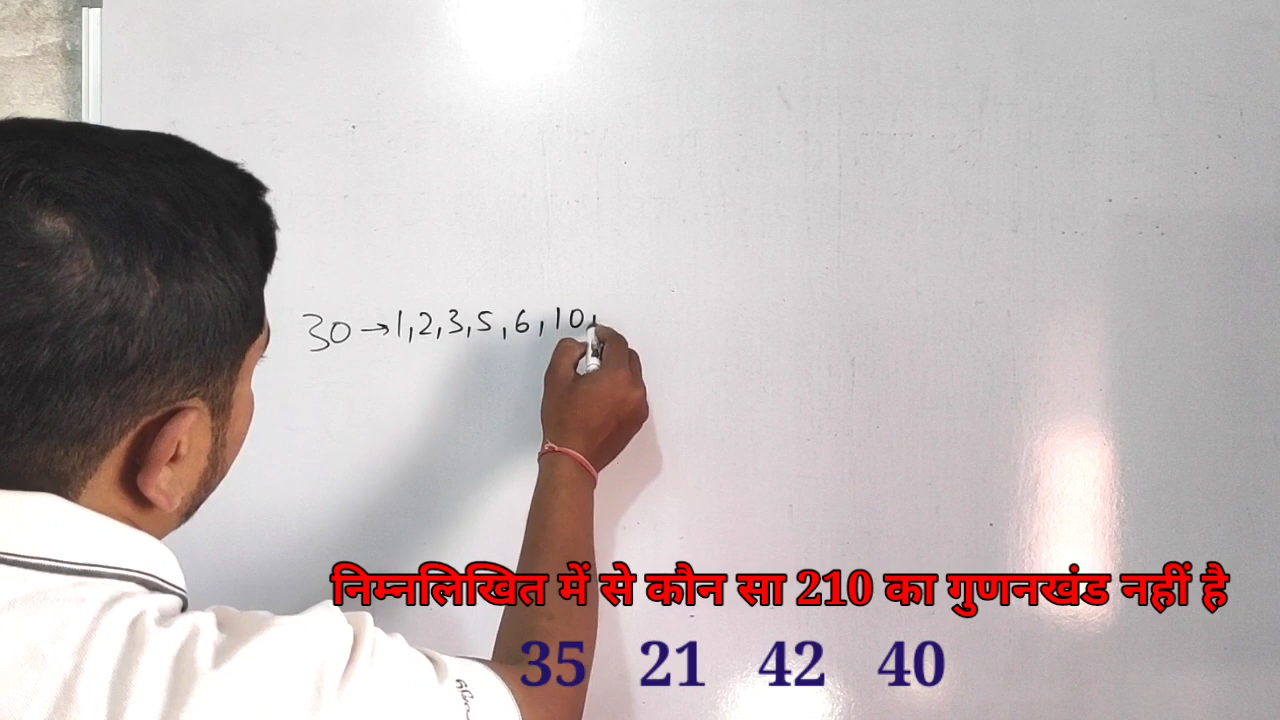 30 → 1, 2, 3, 5, 6, 10,
निम्नलिखित में से कौन सा 210 का गुणनखंड नहीं है
35 21 42 40